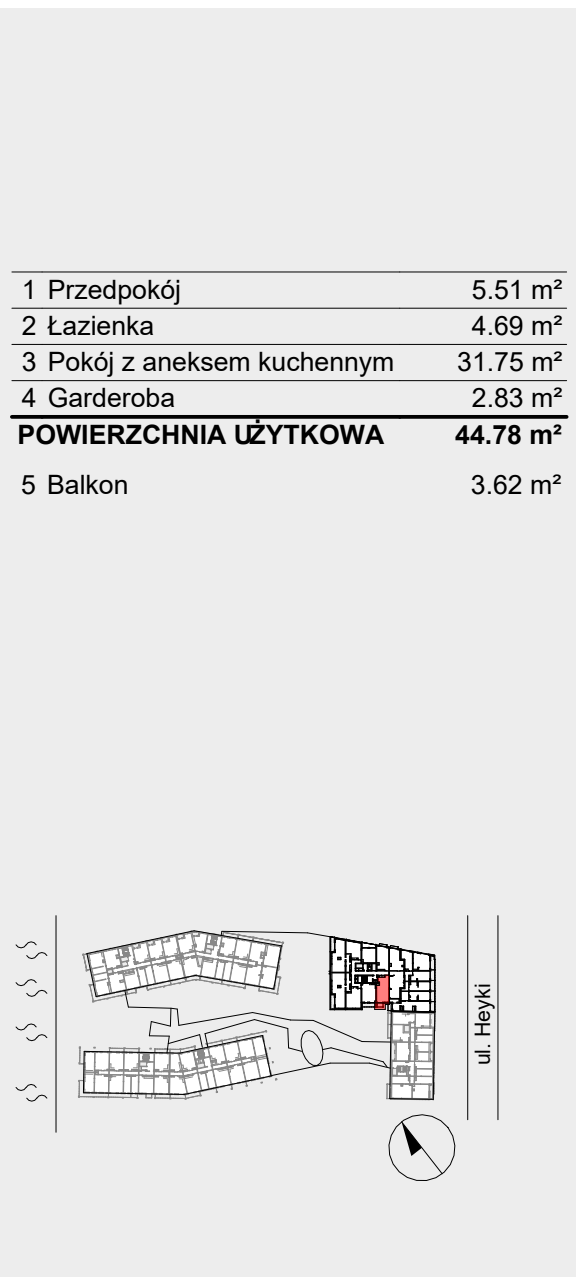 1 Przedpokój 5.51 m²
2 Łazienka 4.69 m²
3 Pokój z aneksem kuchennym 31.75 m²
4 Garderoba 2.83 m²
POWIERZCHNIA UŻYTKOWA 44.78 m²
5 Balkon 3.62 m²
ul. Heyki